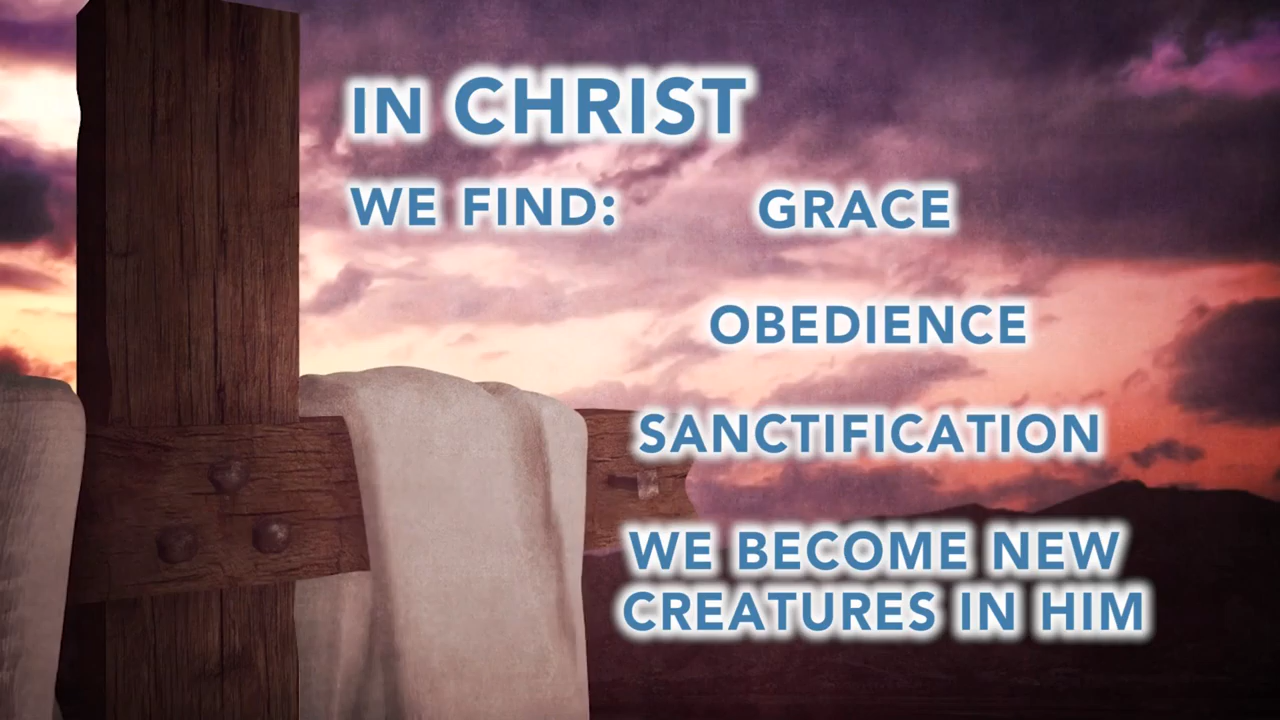 IN CHRIST
WE FIND: GRACE
OBEDIENCE
SANCTIFICATION
WE BECOME NEW
CREATURES IN HIM